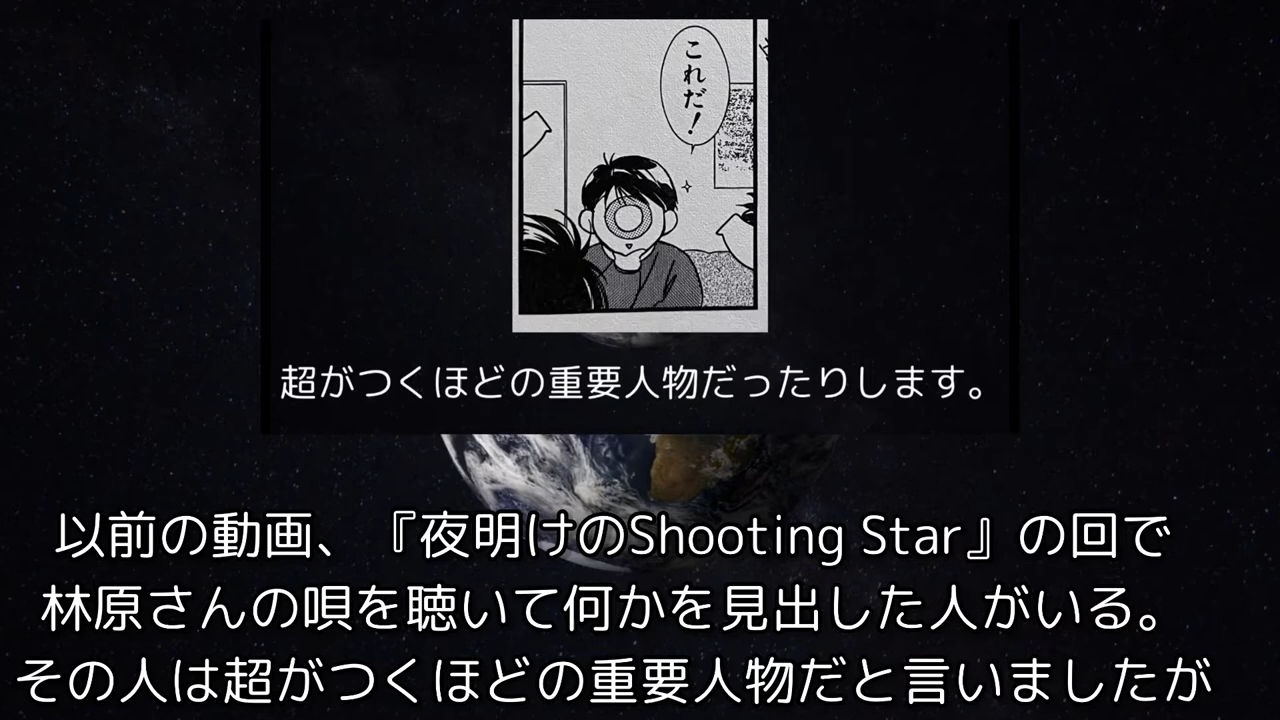 これだ！
超がつくほどの重要人物だったりします。
以前の動画、『夜明けのShooting Star』の回で
林原さんの唄を聴いて何かを見出した人がいる。
その人は超がつくほどの重要人物だと言いましたが